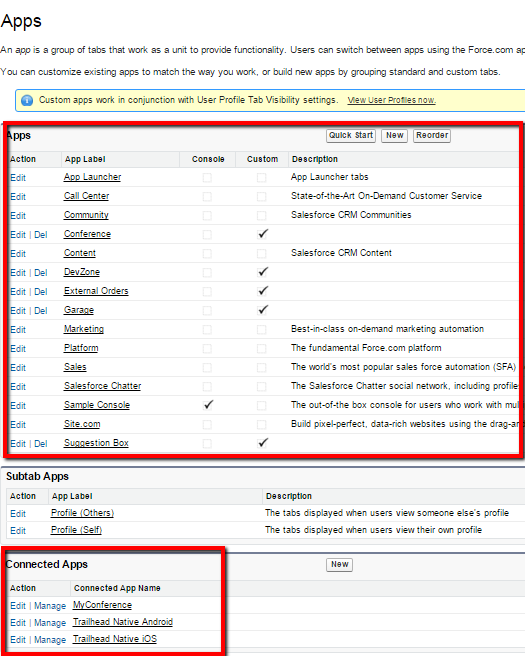 Apps
An app is a group of tabs that work as a unit to provide functionality. Users can switch between apps using the Force.com
You can customize existing apps to match the way you work, or build new apps by grouping standard and custom tabs.
Custom apps work in conjunction with User Profile Tab Visibility settings. View User Profiles now.
Apps Quick Start New Reorder
Action App Label Console Custom Description
Edit App Launcher App Launcher tabs
Edit Call Center State-of-the-Art On-Demand Customer Service
Edit Community Salesforce CRM Communities
Edit | Del Conference
Edit Content Salesforce CRM Content
Edit | Del DevZone
Edit | Del External Orders
Edit | Del Garage
Edit Marketing Best-in-class on-demand marketing automation
Edit Platform The fundamental Force.com platform
Edit Sales The world's most popular sales force automation (SFA)
Edit Salesforce Chatter The Salesforce Chatter social network, including
Edit Sample Console The out-of-the box console for users who work with
Edit Site.com Build pixel-perfect, data-rich websites using the
Edit | Del Suggestion Box
Subtab Apps
Action App Label Description
Edit Profile (Others) The tabs displayed when users view someone else's profile
Edit Profile (Self) The tabs displayed when users view their own profile
Connected Apps New
Action Connected App Name
Edit | Manage MyConference
Edit | Manage Trailhead Native Android
Edit | Manage Trailhead Native iOS